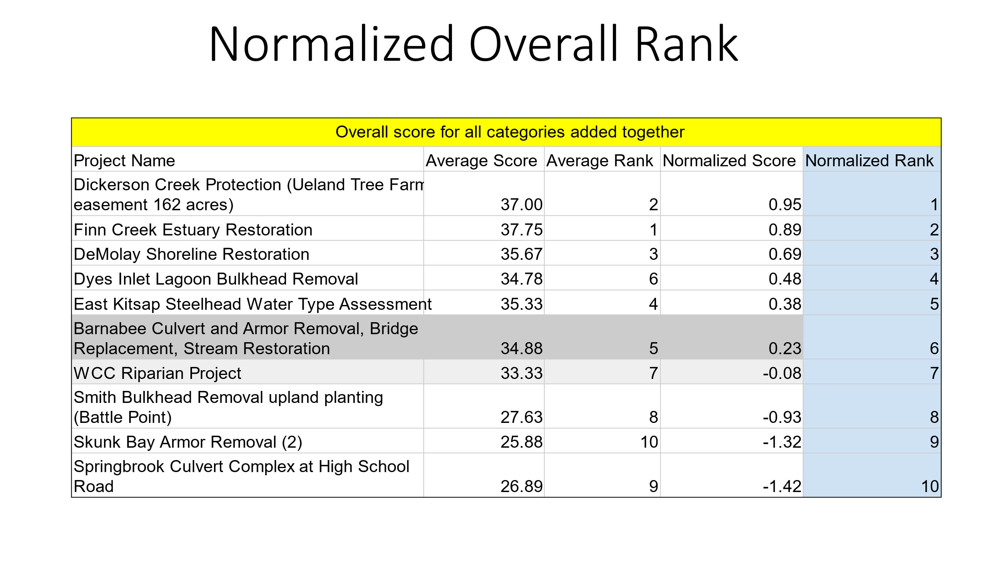 Normalized Overall Rank
Overall score for all categories added together
Project Name Average Score Average Rank Normalized Score Normalized Rank
Dickerson Creek Protection (Ueland Tree Farm
easement 162 acres) 37.00 2 0.95 1
Finn Creek Estuary Restoration 37.75 1 0.89 2
DeMolay Shoreline Restoration 35.67 3 0.69 3
Dyes Inlet Lagoon Bulkhead Removal 34.78 6 0.48 4
East Kitsap Steelhead Water Type Assessment 35.33 4 0.38 5
Barnabee Culvert and Armor Removal, Bridge
Replacement, Stream Restoration 34.88 5 0.23 6
WCC Riparian Project 33.33 7 -0.08 7
Smith Bulkhead Removal upland planting
(Battle Point) 27.63 8 -0.93 8
Skunk Bay Armor Removal (2) 25.88 10 -1.32 9
Springbrook Culvert Complex at High School
Road 26.89 9 -1.42 10